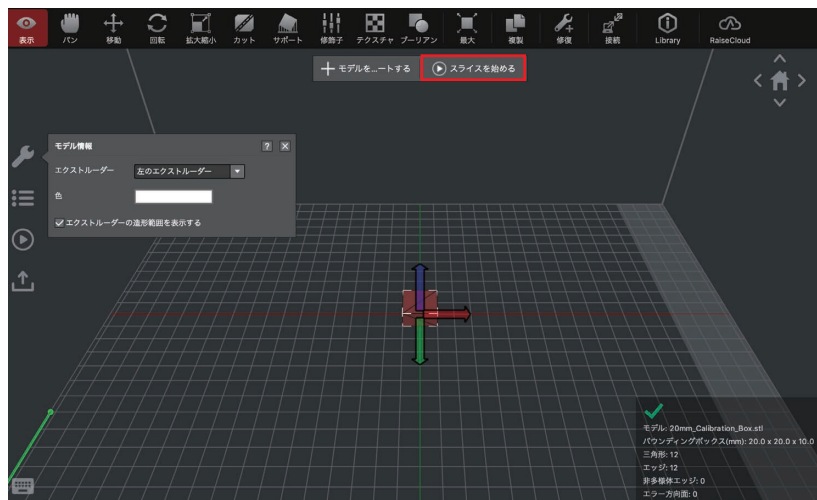 表示 パン 移動 回転 拡大縮小 カット サポート 修飾子 テクスチャ ブーリアン 最大 複製 修復 接続 Library RaiseCloud
モデルを...ートする スライスを始める
モデル情報 ?
エクストルーダー 左のエクストルーダー
色
エクストルーダーの造形範囲を表示する
モデル: 20mm_Calibration_Box.stl
バウンディングボックス(mm): 20.0 x 20.0 x 10.0
三角形: 12
エッジ: 12
非多様体エッジ: 0
エラー方向面: 0